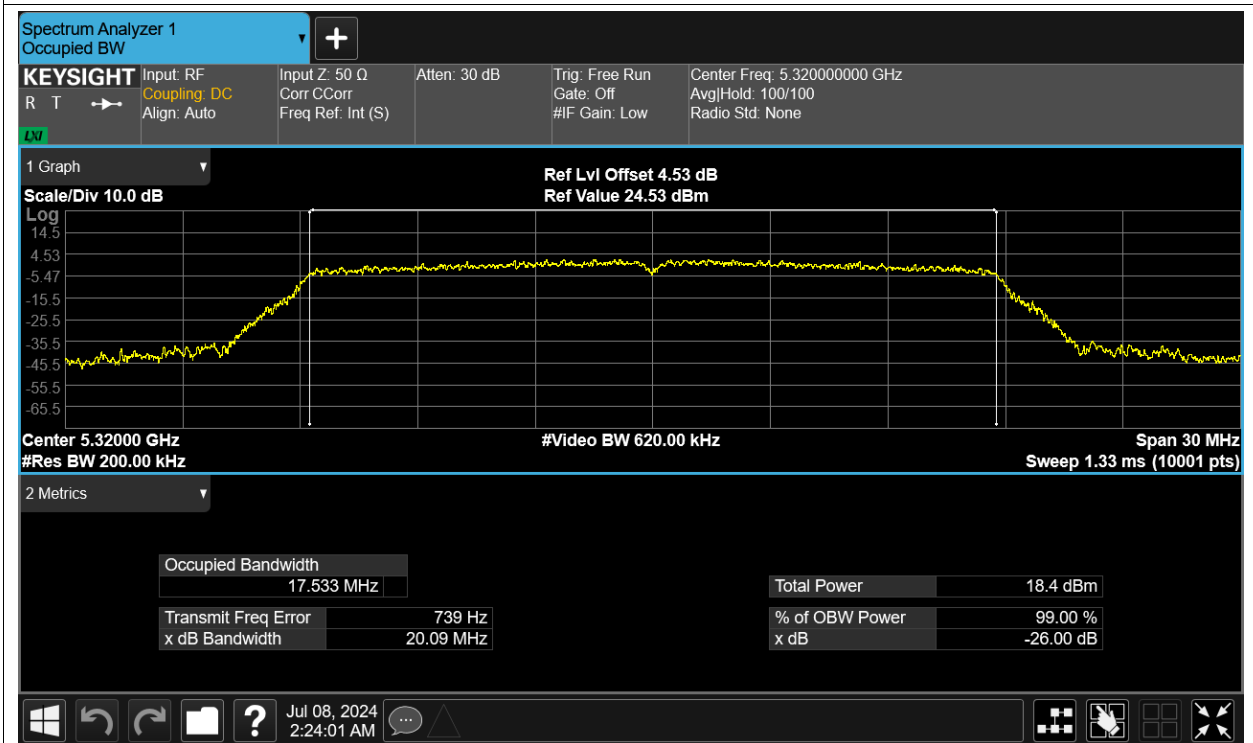 Spectrum Analyzer 1
Occupied BW
KEYSIGHT
R T
LXI
Input: RF
Coupling: DC
Align: Auto
Input Z: 50 Ω
Corr CCorr
Freq Ref: Int (S)
Atten: 30 dB
Trig: Free Run
Gate: Off
#IF Gain: Low
Center Freq: 5.320000000 GHz
Avg|Hold: 100/100
Radio Std: None
1 Graph
Scale/Div 10.0 dB
Ref Lvl Offset 4.53 dB
Ref Value 24.53 dBm
Log
14.5
4.53
-5.47
-15.5
-25.5
-35.5
-45.5
-55.5
-65.5
Center 5.32000 GHz
#Res BW 200.00 kHz
#Video BW 620.00 kHz
Span 30 MHz
Sweep 1.33 ms (10001 pts)
2 Metrics
Occupied Bandwidth
17.533 MHz
Transmit Freq Error 739 Hz
x dB Bandwidth 20.09 MHz
Total Power 18.4 dBm
% of OBW Power 99.00 %
x dB -26.00 dB
Jul 08, 2024
2:24:01 AM